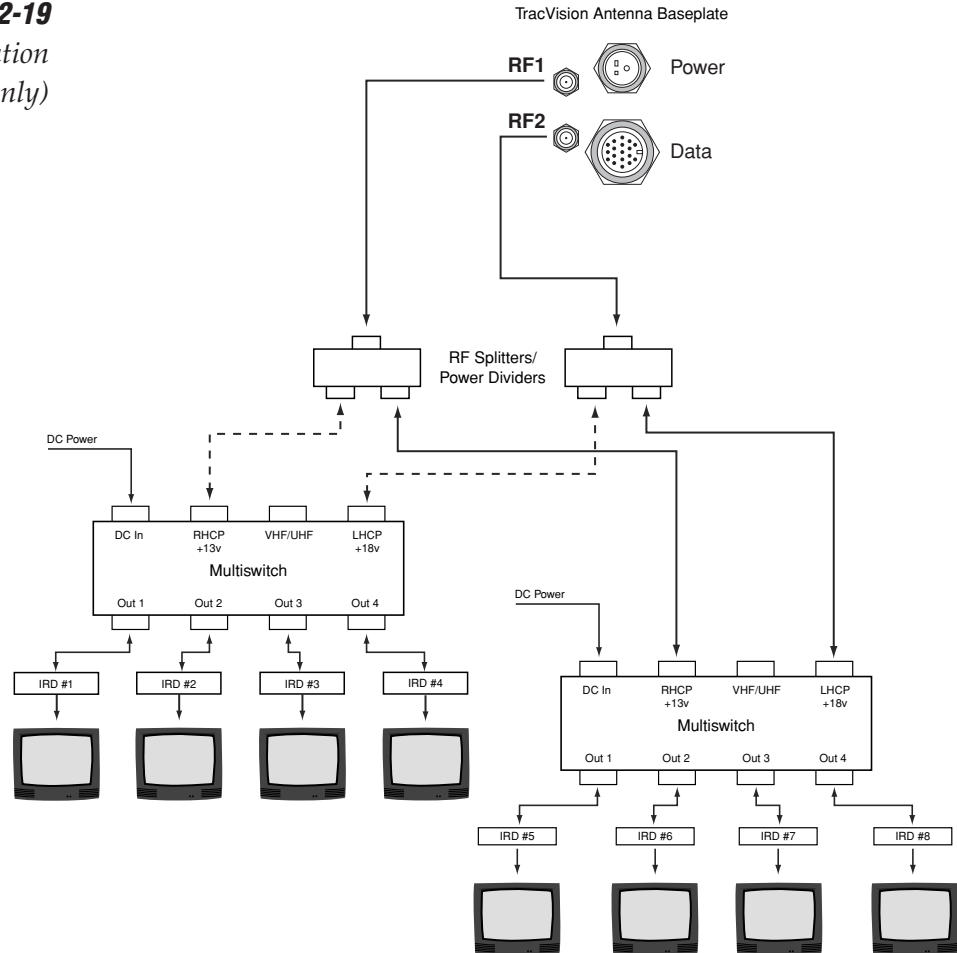 2-19
TracVision Antenna Baseplate
nly)
RF1
Power
RF2
Data
RF Splitters/
Power Dividers
DC Power
DC In
RHCP
+13v
VHF/UHF
LHCP
+18v
Multiswitch
Out 1
Out 2
Out 3
Out 4
IRD #1
IRD #2
IRD #3
IRD #4
DC Power
DC In
RHCP
+13v
VHF/UHF
LHCP
+18v
Multiswitch
Out 1
Out 2
Out 3
Out 4
IRD #5
IRD #6
IRD #7
IRD #8